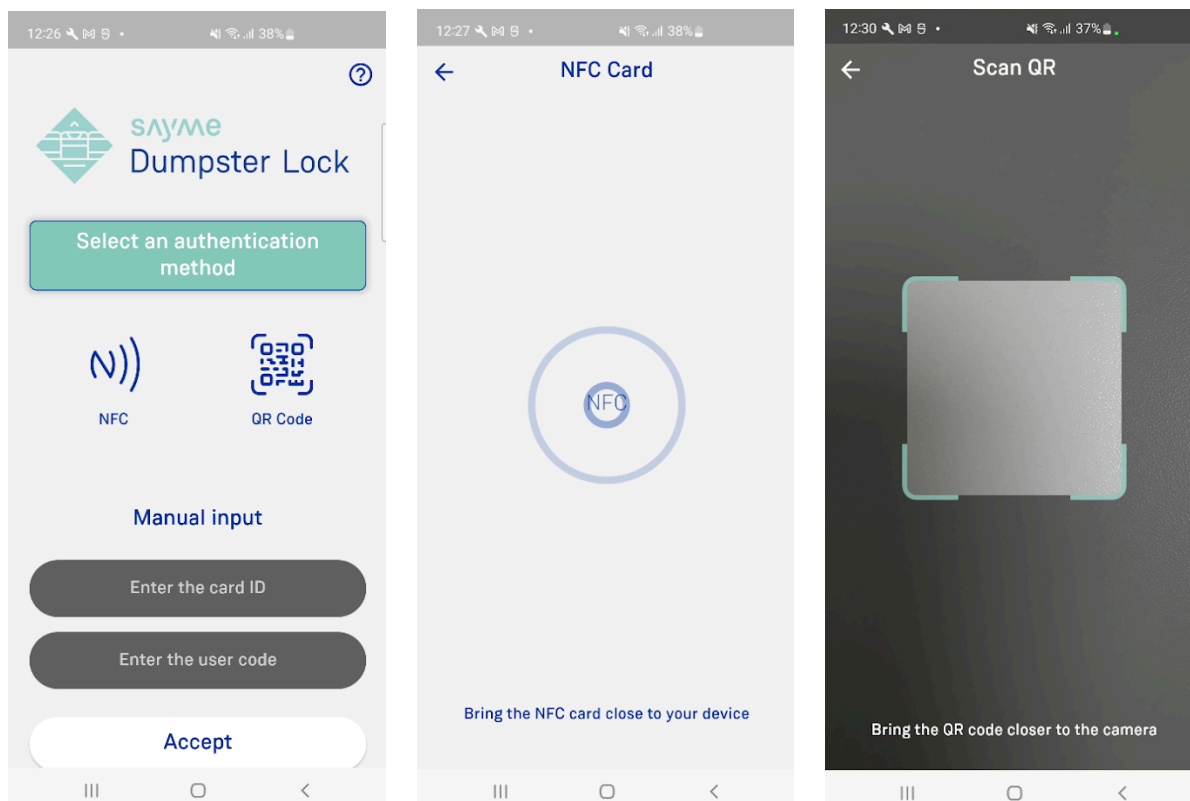 12:26
38%
sayme
Dumpster Lock
Select an authentication
method
NFC
QR Code
Manual input
Enter the card ID
Enter the user code
Accept
12:27
38%
NFC Card
NFC
Bring the NFC card close to your device
12:30
37%
Scan QR
Bring the QR code closer to the camera